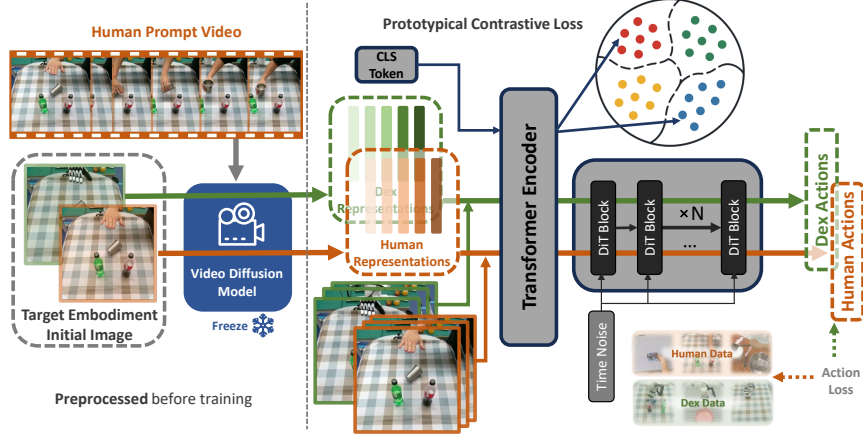 Human Prompt Video
Prototypical Contrastive Loss
CLS
Token
Dex
Representations
Human
Representations
Video Diffusion
Model
Freeze
Target Embodiment
Initial Image
Preprocessed before training
Transformer Encoder
DiT Block
DiT Block
×N
...
DiT Block
Time Noise
Dex Actions
Human Actions
Human Data
Dex Data
Action
Loss